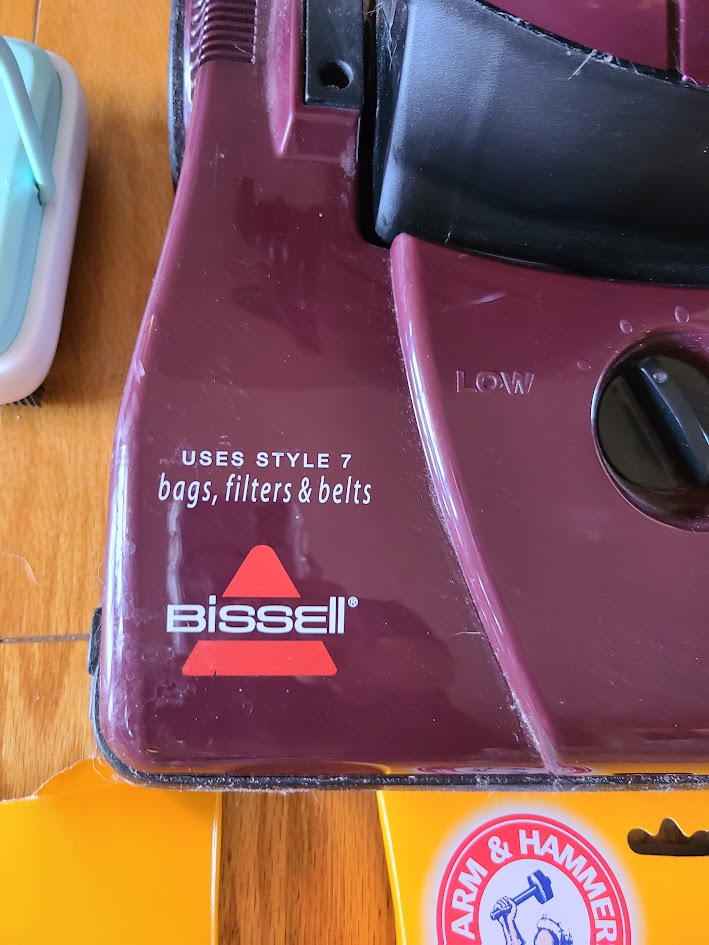 LOW
USES STYLE 7
bags, filters & belts
BISSELL®
ARM & HAMMER